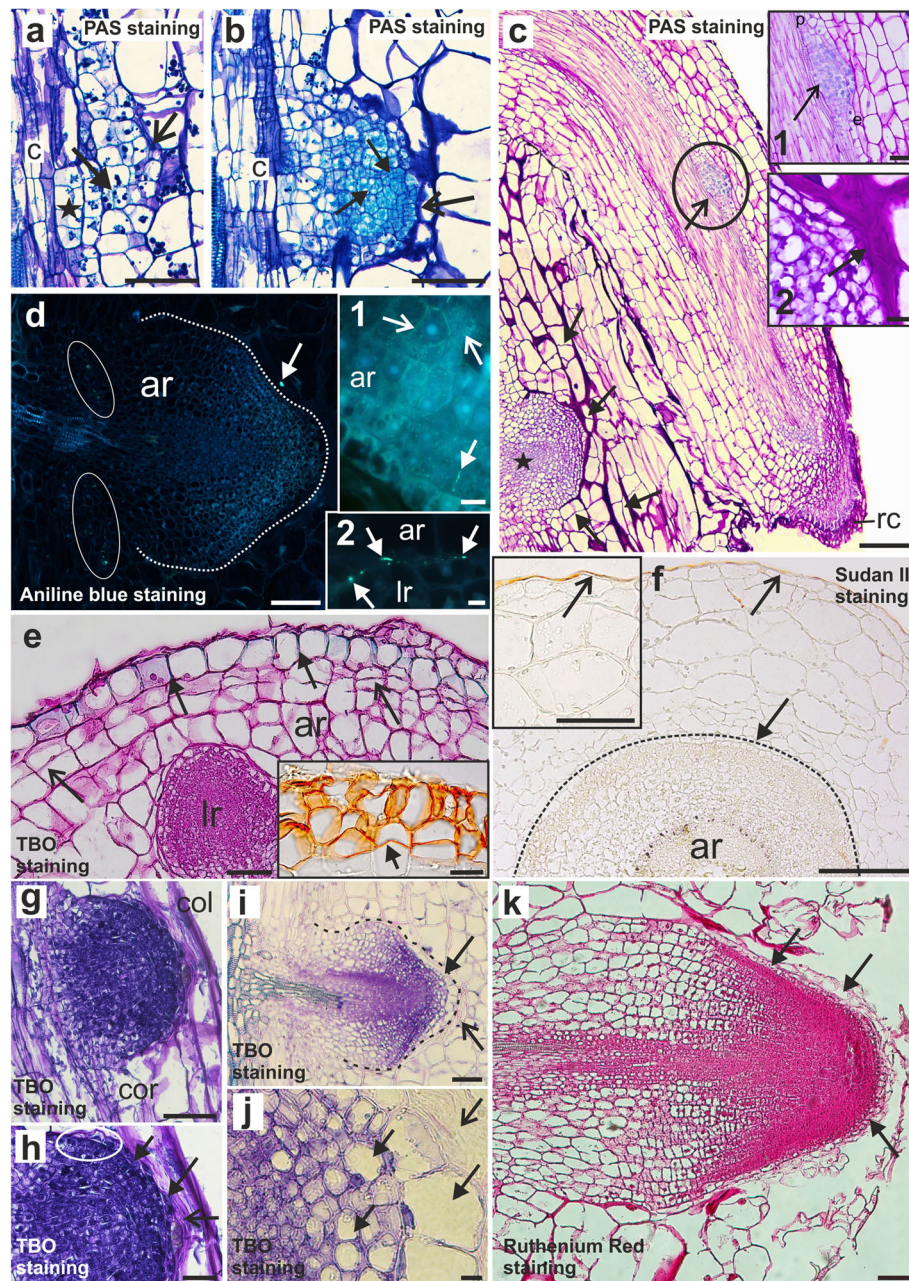 a
PAS staining
C
b
PAS staining
C
c
PAS staining
p
e
1
2
rc
d
ar
Aniline blue staining
1
ar
2
ar
lr
e
ar
lr
TBO
staining
f
Sudan II
staining
ar
g
col
cor
TBO
staining
h
TBO
staining
i
TBO
staining
j
TBO
staining
k
Ruthenium Red
staining